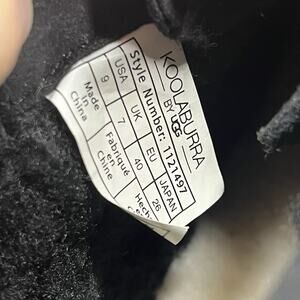 KOOLABURRA
BY UGG
Style Number: 1121497
USA UK EU JAPAN
9 7 40 26
Made in China
Fabriqué en Chine
Hech